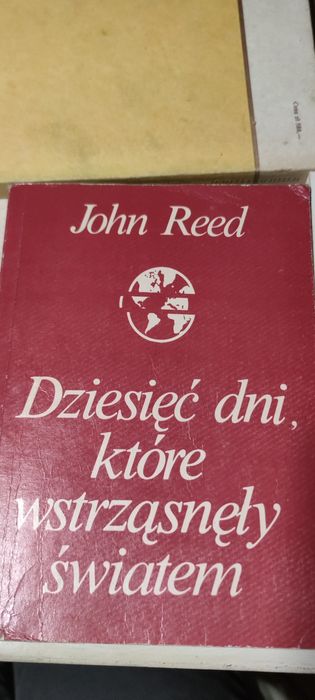 John Reed
Dziesięć dni,
które
wstrząsnęły
światem